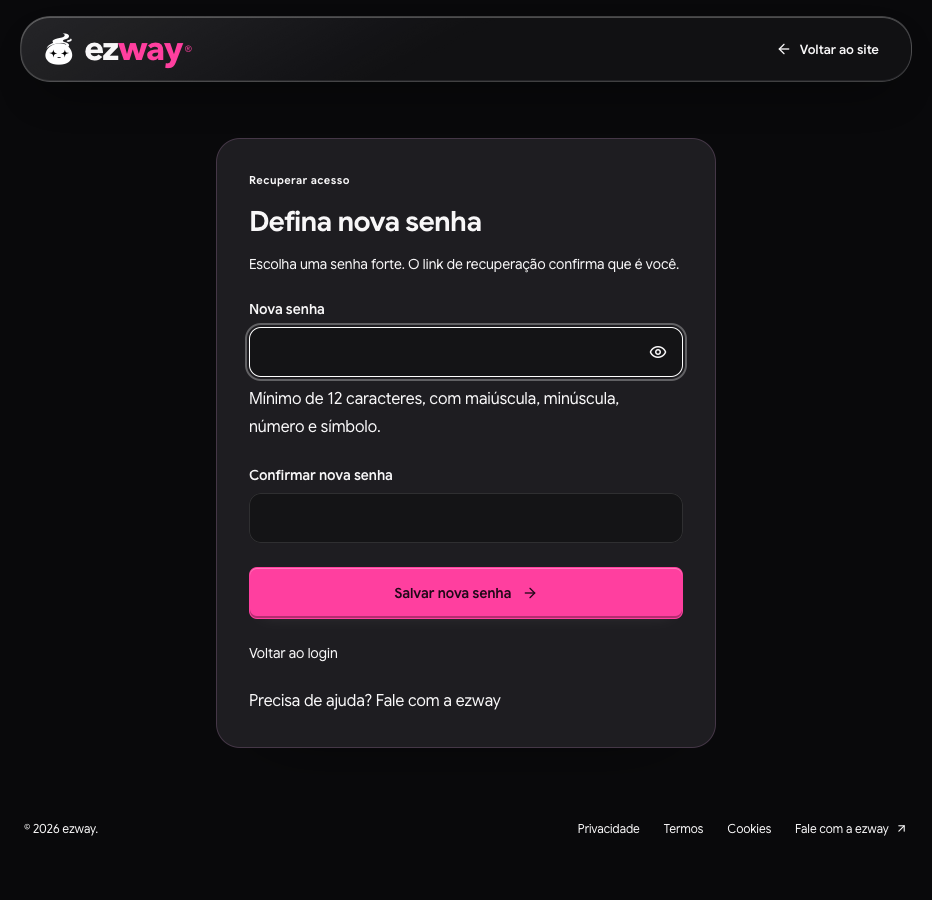 ezway®
Voltar ao site
Recuperar acesso
Defina nova senha
Escolha uma senha forte. O link de recuperação confirma que é você.
Nova senha
Mínimo de 12 caracteres, com maiúscula, minúscula,
número e símbolo.
Confirmar nova senha
Salvar nova senha
Voltar ao login
Precisa de ajuda? Fale com a ezway
© 2026 ezway.
Privacidade
Termos
Cookies
Fale com a ezway